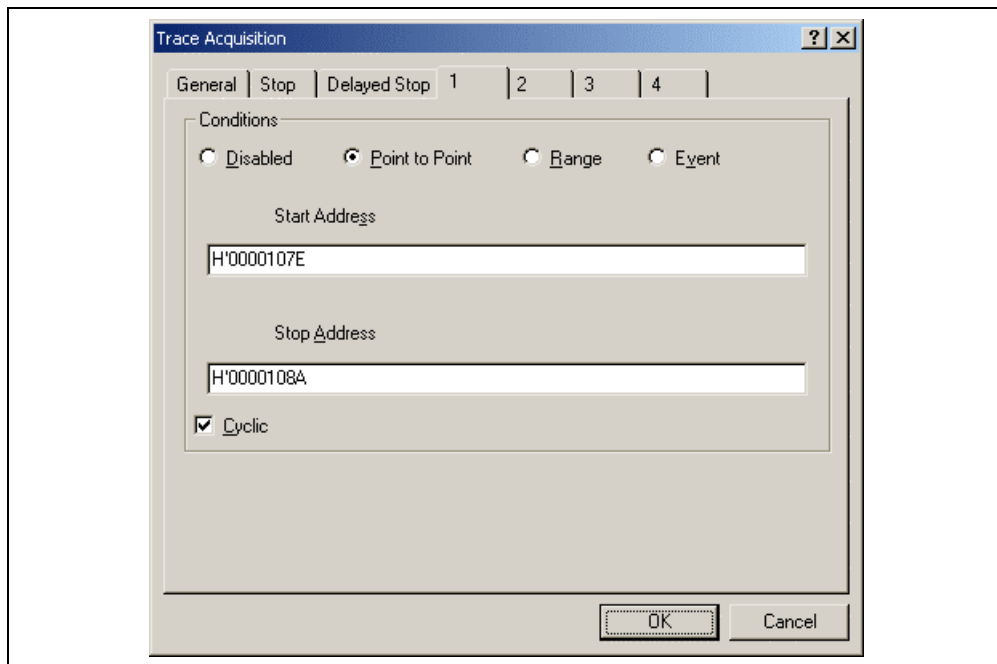 Trace Acquisition
General Stop Delayed Stop 1 2 3 4
Conditions
Disabled Point to Point Range Event
Start Address
H'0000107E
Stop Address
H'0000108A
Cyclic
OK Cancel